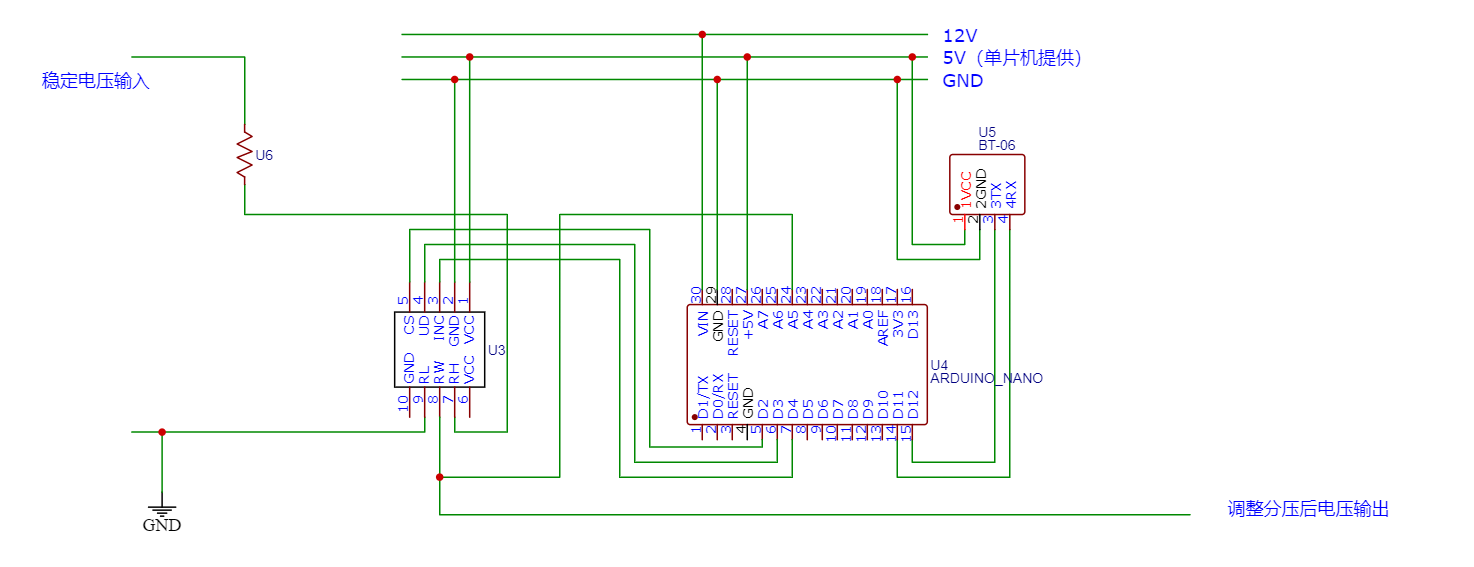 12V
5V（单片机提供）
GND
稳定电压输入
U6
U5
BT-06
1VCC
2GND
3TX
4RX
1
2
3
4
5
4
3
2
1
CS
UD
INC
GND
VCC
U3
GND
RL
RW
RH
VCC
10
9
8
7
6
30
29
28
27
26
25
24
23
22
21
20
19
18
17
16
VIN
GND
RESET
+5V
A7
A6
A5
A4
A3
A2
A1
A0
AREF
3V3
D13
U4
ARDUINO_NANO
D1/TX
D0/RX
RESET
GND
D2
D3
D4
D5
D6
D7
D8
D9
D10
D11
D12
1
2
3
4
5
6
7
8
9
10
11
12
13
14
15
GND
调整分压后电压输出